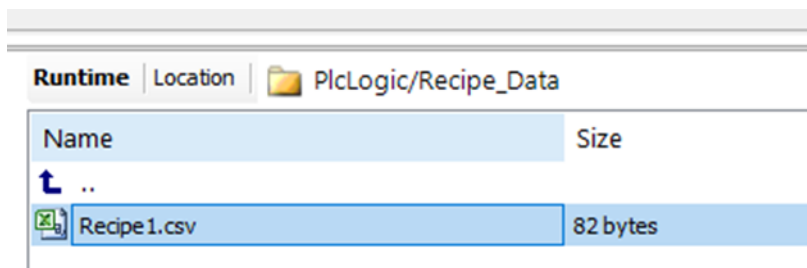 Runtime Location PlcLogic/Recipe_Data
Name Size
..
Recipe1.csv 82 bytes